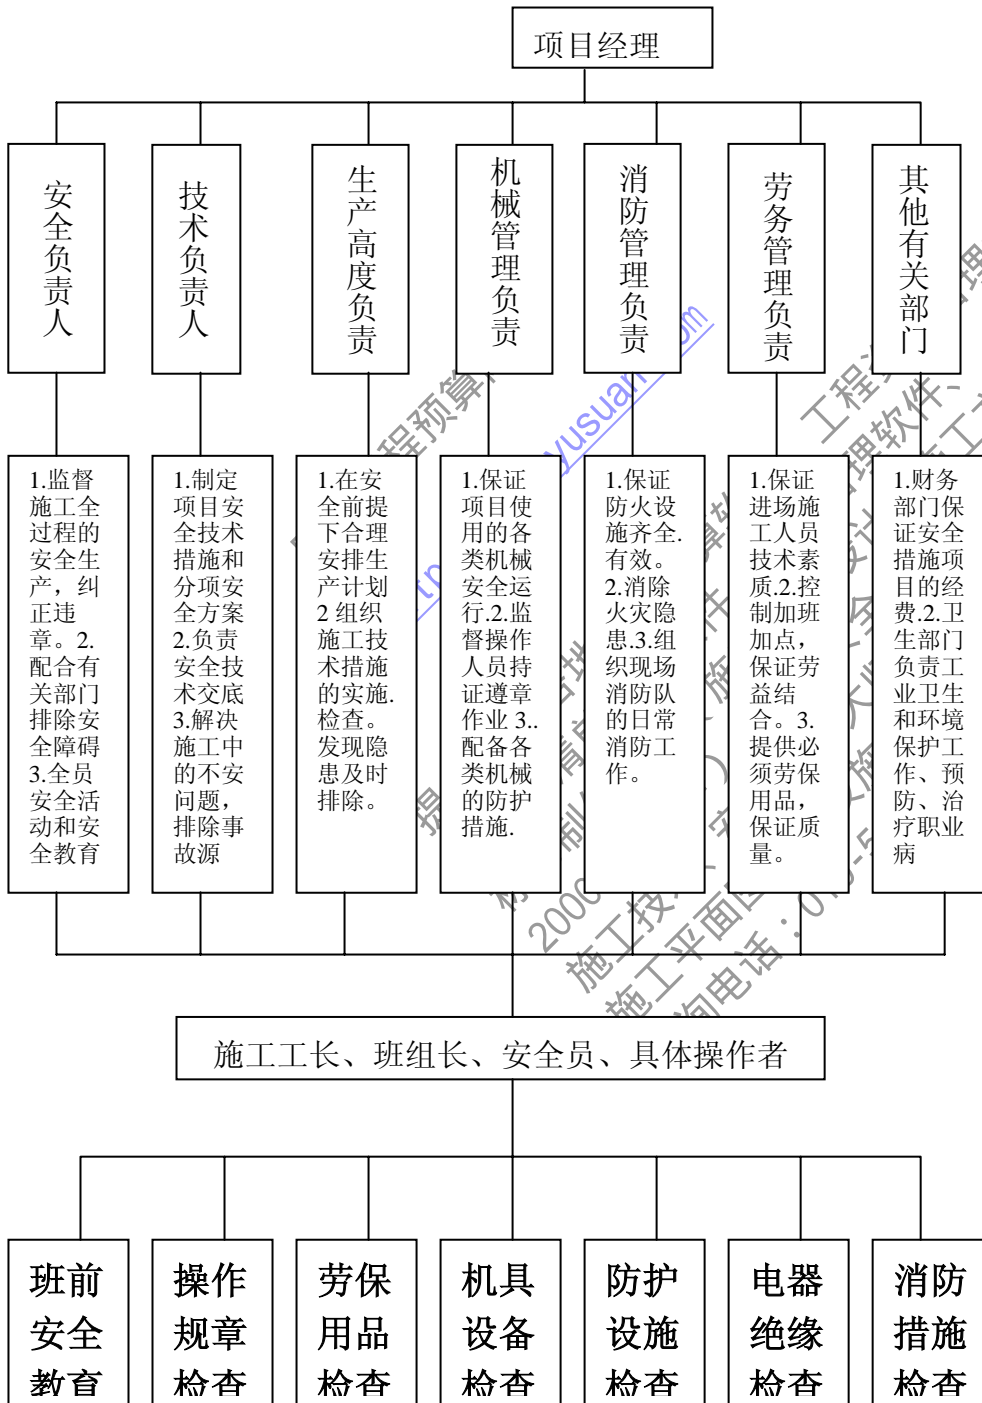 项目经理
安全负责人
技术负责人
生产高度负责
机械管理负责
消防管理负责
劳务管理负责
其他有关部门
1.监督
施工全
过程的
安全生
产，纠
正违
章。2.
配合有
关部门
排除安
全障碍
3.全员
安全活
动和安
全教育
1.制定
项目安
全技术
措施和
分项安
全方案
2.负责
安全技
术交底
3.解决
施工中
的不安
问题，
排除事
故源
1.在安
全前提
下合理
安排生
产计划
2 组织
施工技
术措施
的实施.
检查。
发现隐
患及时
排除。
1.保证
项目使
用的各
类机械
安全运
行.2.监
督操作
人员持
证遵章
作业 3..
配备各
类机械
的防护
措施.
1.保证
防火设
施齐全.
有效。
2.消除
火灾隐
患.3.组
织现场
消防队
的日常
消防工
作。
1.保证
进场施
工人员
技术素
质.2.控
制加班
加点，
保证劳
益结
合。3.
提供必
须劳保
用品，
保证质
量。
1.财务
部门保
证安全
措施项
目的经
费.2.卫
生部门
负责工
业卫生
和环境
保护工
作、预
防、治
疗职业
病
施工工长、班组长、安全员、具体操作者
班前
安全
教育
操作
规章
检查
劳保
用品
检查
机具
设备
检查
防护
设施
检查
电器
绝缘
检查
消防
措施
检查